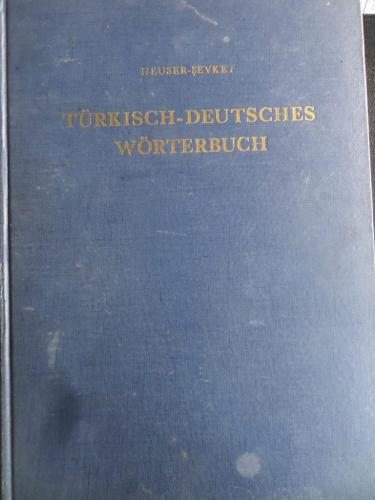 HEUSER-ŞEVKET
TÜRKISCH-DEUTSCHES
WÖRTERBUCH